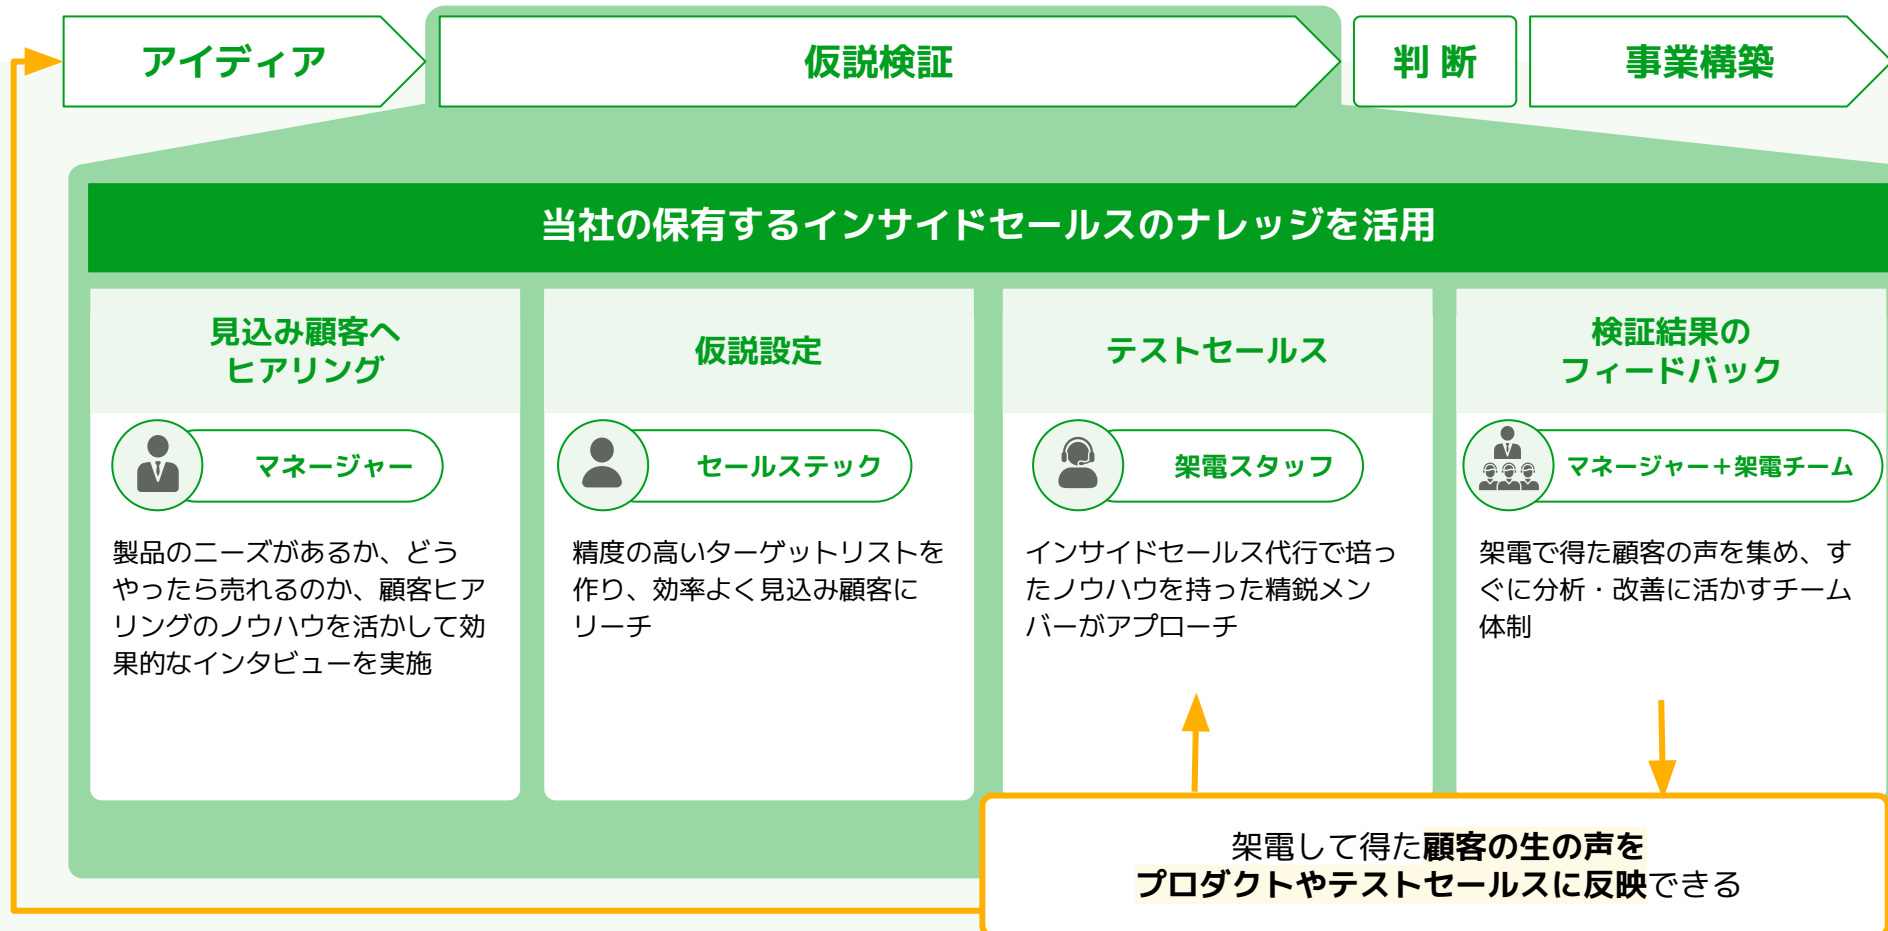 アイディア
仮説検証
判 断
事業構築
当社の保有するインサイドセールスのナレッジを活用
見込み顧客へ
ヒアリング
マネージャー
製品のニーズがあるか、どう
やったら売れるのか、顧客ヒア
リングのノウハウを活かして効
果的なインタビューを実施
仮説設定
セールステック
精度の高いターゲットリストを
作り、効率よく見込み顧客に
リーチ
テストセールス
架電スタッフ
インサイドセールス代行で培っ
たノウハウを持った精鋭メン
バーがアプローチ
検証結果の
フィードバック
マネージャー＋架電チーム
架電で得た顧客の声を集め、す
ぐに分析・改善に活かすチーム
体制
架電して得た顧客の生の声を
プロダクトやテストセールスに反映できる